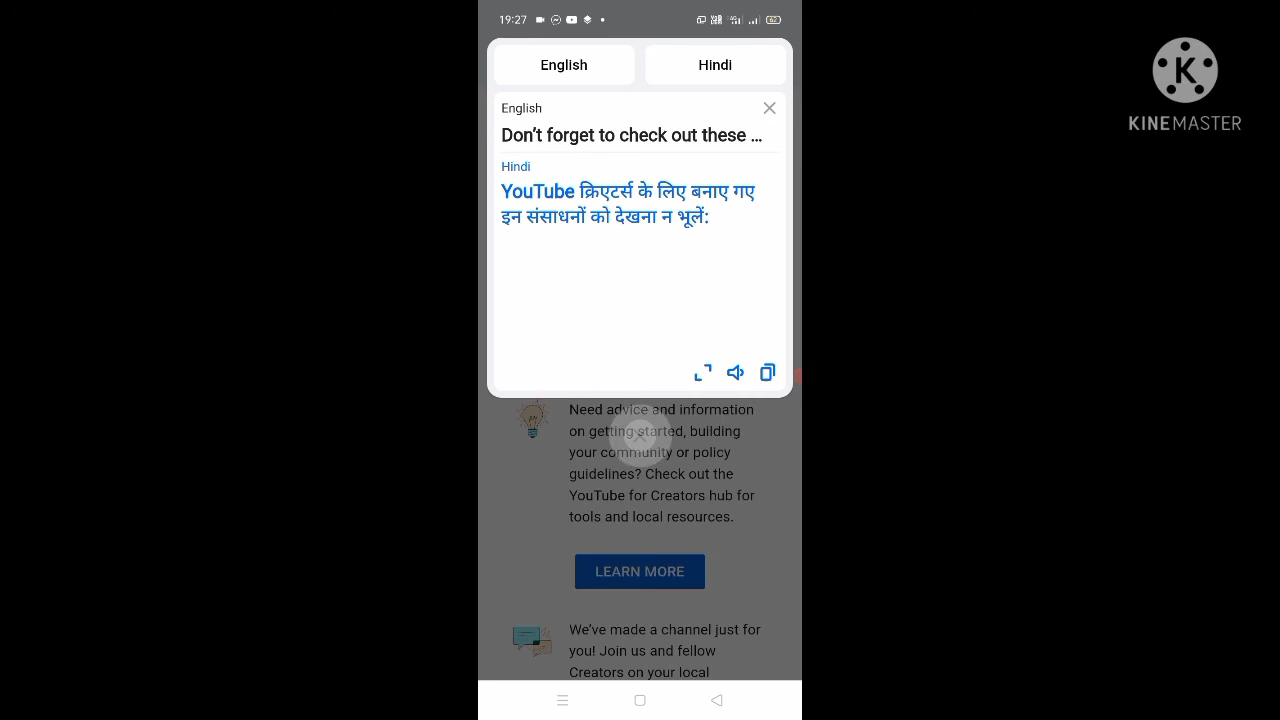 19:27
62
English
Hindi
K
KINEMASTER
English
Don't forget to check out these ...
Hindi
YouTube क्रिएटर्स के लिए बनाए गए
इन संसाधनों को देखना न भूलें:
Need advice and information
on getting started, building
your community or policy
guidelines? Check out the
YouTube for Creators hub for
tools and local resources.
LEARN MORE
We've made a channel just for
you! Join us and fellow
Creators on your local